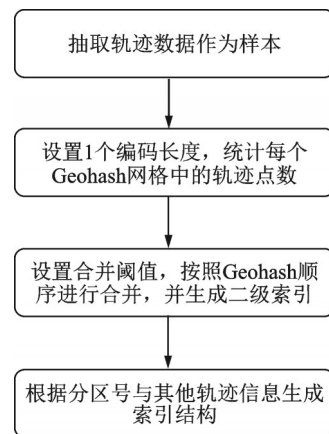 抽取轨迹数据作为样本
设置1个编码长度，统计每个
Geohash网格中的轨迹点数
设置合并阈值，按照Geohash顺
序进行合并，并生成二级索引
根据分区号与其他轨迹信息生成
索引结构